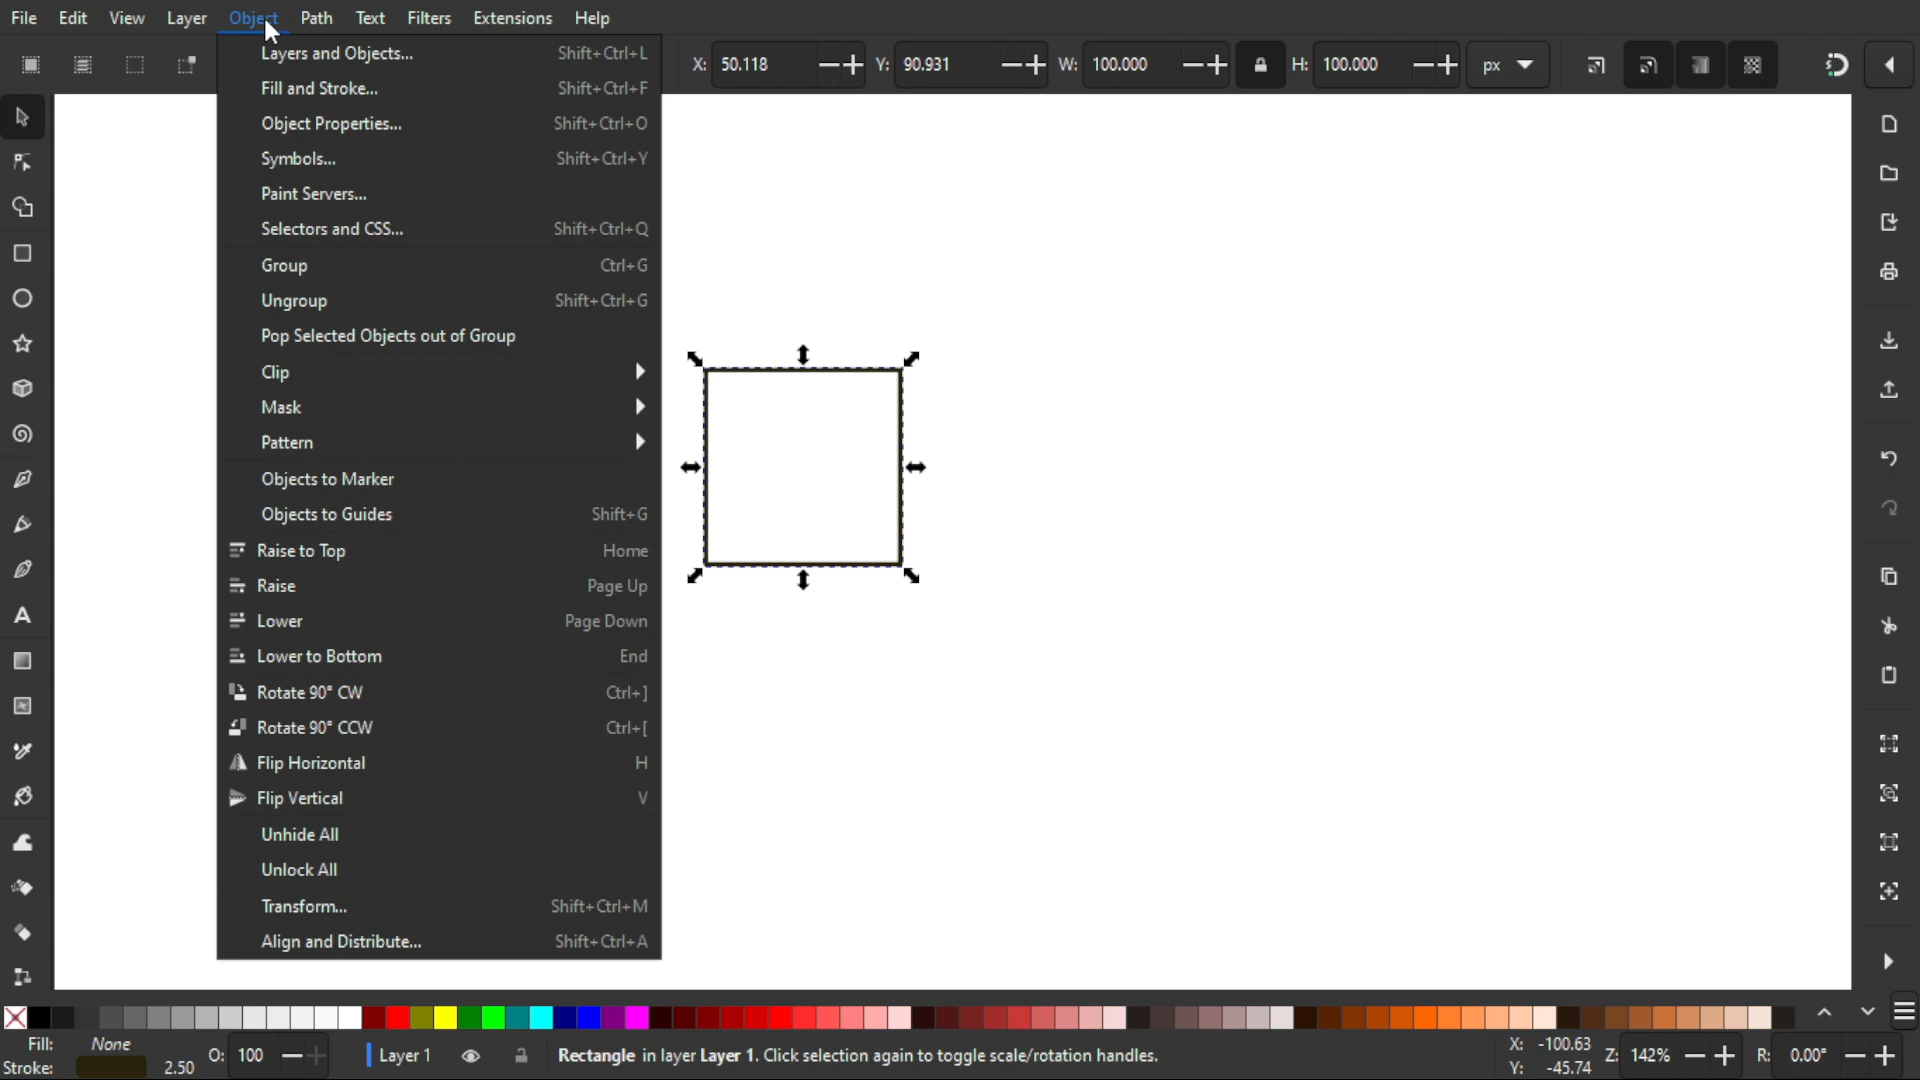 File Edit View Layer Object Path Text Filters Extensions Help
X: 50.118 Y: 90.931 W: 100.000 H: 100.000 px
Layers and Objects... Shift+Ctrl+L
Fill and Stroke... Shift+Ctrl+F
Object Properties... Shift+Ctrl+O
Symbols... Shift+Ctrl+Y
Paint Servers...
Selectors and CSS... Shift+Ctrl+Q
Group Ctrl+G
Ungroup Shift+Ctrl+G
Pop Selected Objects out of Group
Clip
Mask
Pattern
Objects to Marker
Objects to Guides Shift+G
Raise to Top Home
Raise Page Up
Lower Page Down
Lower to Bottom End
Rotate 90° CW Ctrl+]
Rotate 90° CCW Ctrl+[
Flip Horizontal H
Flip Vertical V
Unhide All
Unlock All
Transform... Shift+Ctrl+M
Align and Distribute... Shift+Ctrl+A
Fill: None
Stroke: 2.50
O: 100 Layer 1 Rectangle in layer Layer 1. Click selection again to toggle scale/rotation handles.
X: -100.63
Y: -45.74
Z: 142% R: 0.00°